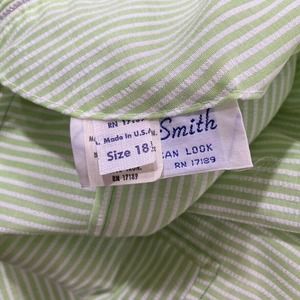 RN 17189
Made in U.S.A.
Size 18½
RN 17189
Smith
CAN LOOK
RN 17189